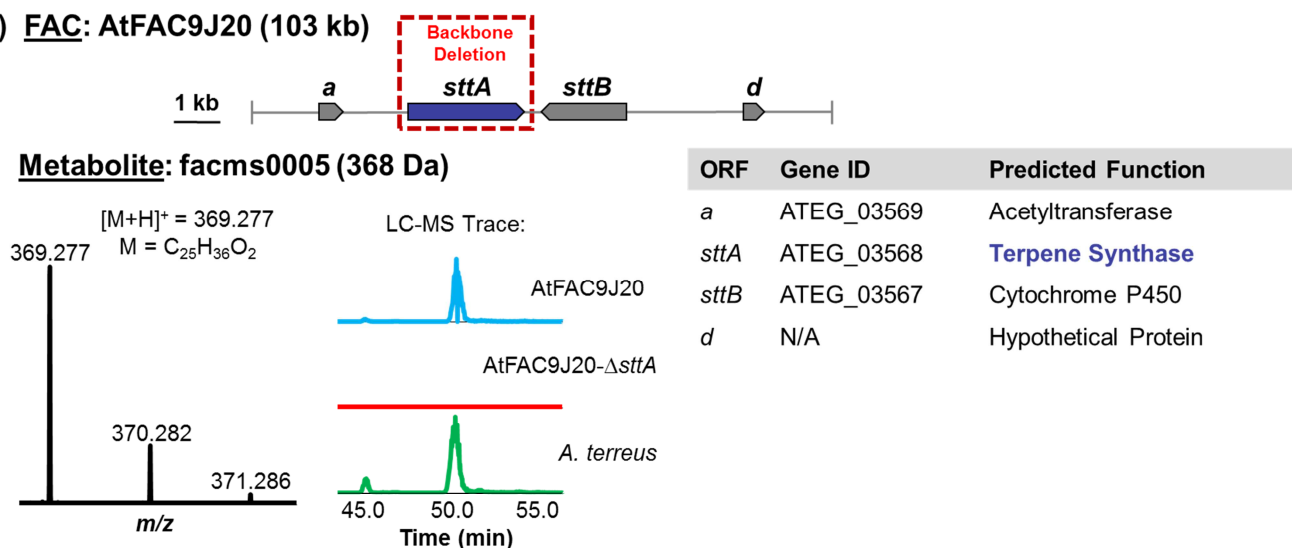 ) FAC: AtFAC9J20 (103 kb)
Backbone
Deletion
a
sttA
sttB
d
1 kb
Metabolite: facms0005 (368 Da)
[M+H]⁺ = 369.277
M = C₂₅H₃₆O₂
369.277
370.282
371.286
m/z
LC-MS Trace:
AtFAC9J20
AtFAC9J20-ΔsttA
A. terreus
45.0 50.0 55.0
Time (min)
ORF Gene ID Predicted Function
a ATEG_03569 Acetyltransferase
sttA ATEG_03568 Terpene Synthase
sttB ATEG_03567 Cytochrome P450
d N/A Hypothetical Protein